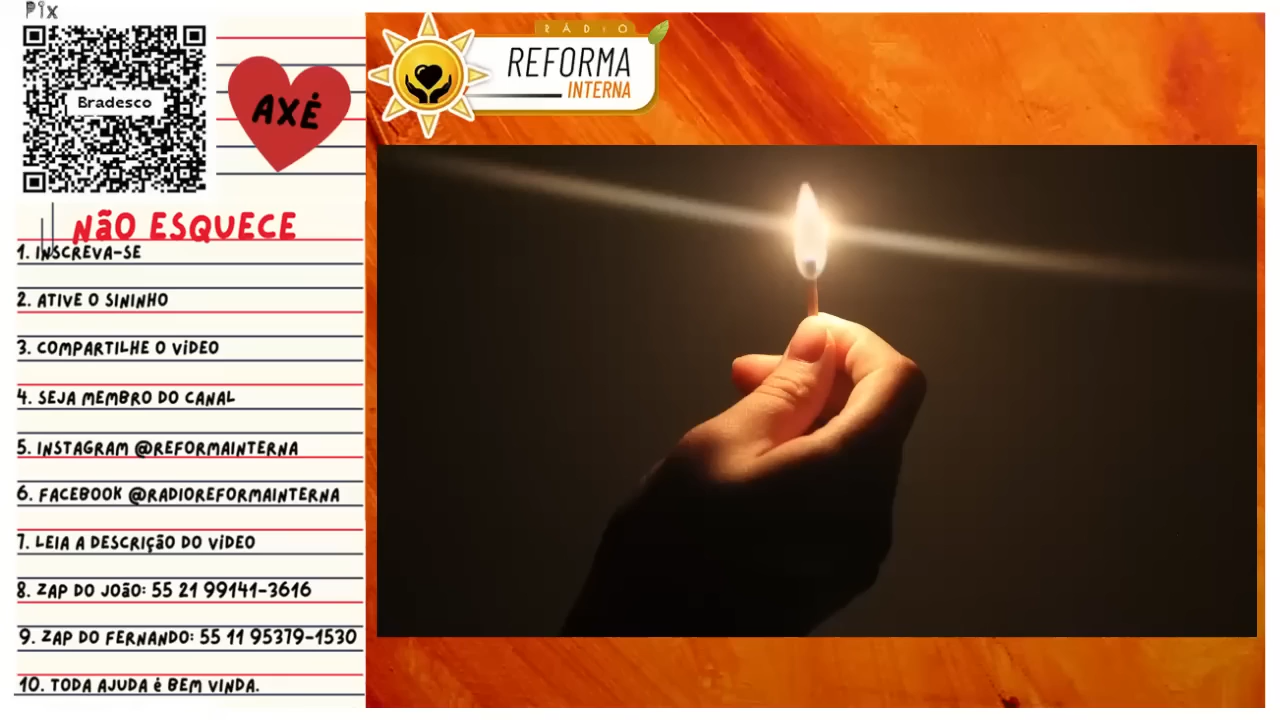 Pix
Bradesco
AXÉ
RÁDIO
REFORMA
INTERNA
NÃO ESQUECE
1. INSCREVA-SE
2. ATIVE O SININHO
3. COMPARTILHE O VÍDEO
4. SEJA MEMBRO DO CANAL
5. INSTAGRAM @REFORMAINTERNA
6. FACEBOOK @RADIOREFORMAINTERNA
7. LEIA A DESCRIÇÃO DO VÍDEO
8. ZAP DO JOÃO: 55 21 99141-3616
9. ZAP DO FERNANDO: 55 11 95379-1530
10. TODA AJUDA É BEM VINDA.